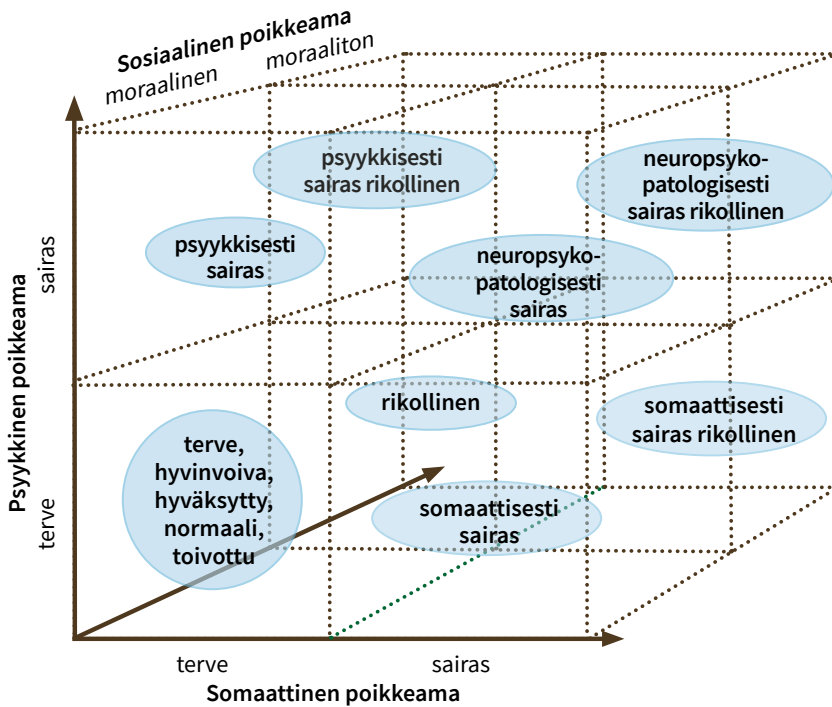 Sosiaalinen poikkeama
moraalinen
moraaliton
psyykkisesti
sairas rikollinen
neuropsyko-
patologisesti
sairas rikollinen
psyykkisesti
sairas
neuropsyko-
patologisesti
sairas
rikollinen
somaattisesti
sairas rikollinen
terve,
hyvinvoiva,
hyväksytty,
normaali,
toivottu
somaattisesti
sairas
Psyykkinen poikkeama
sairas
terve
terve
sairas
Somaattinen poikkeama